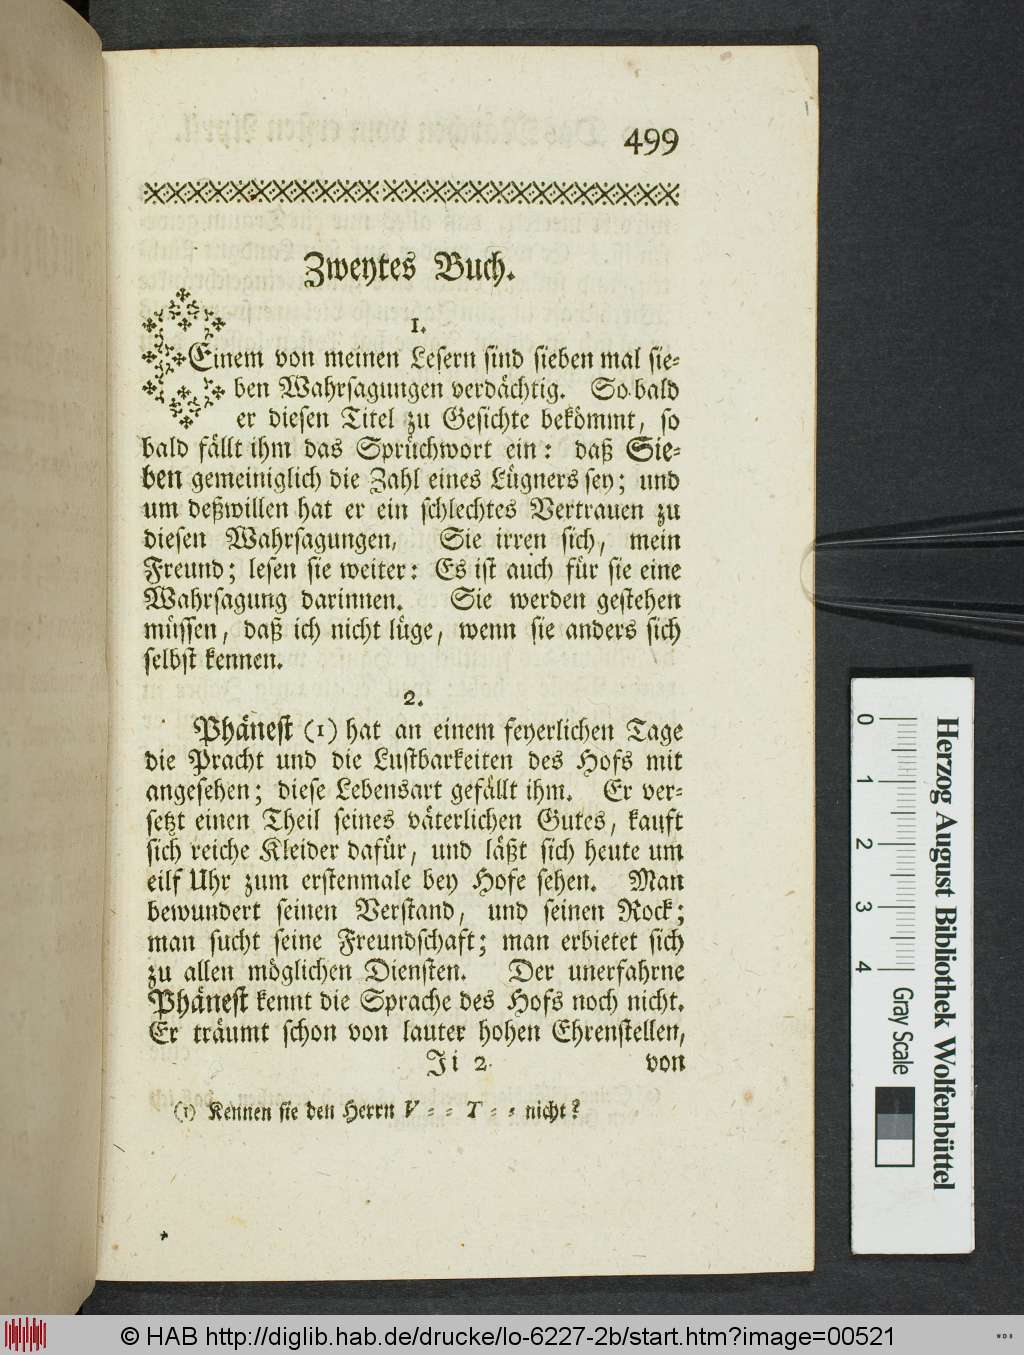 499
Zweytes Buch.
1.
Einem von meinen Lesern sind sieben mal sie-
ben Wahrsagungen verdächtig. So bald
er diesen Titel zu Gesichte bekömmt, so
bald fällt ihm das Sprüchwort ein: daß Sie-
ben gemeiniglich die Zahl eines Lügners sey; und
um deßwillen hat er ein schlechtes Vertrauen zu
diesen Wahrsagungen. Sie irren sich, mein
Freund; lesen sie weiter: Es ist auch für sie eine
Wahrsagung darinnen. Sie werden gestehen
müssen, daß ich nicht lüge, wenn sie anders sich
selbst kennen.
2.
Phänest (1) hat an einem feyerlichen Tage
die Pracht und die Lustbarkeiten des Hofs mit
angesehen; diese Lebensart gefällt ihm. Er ver-
setzt einen Theil seines väterlichen Gutes, kauft
sich reiche Kleider dafür, und läßt sich heute um
eilf Uhr zum erstenmale bey Hofe sehen. Man
bewundert seinen Verstand, und seinen Rock;
man sucht seine Freundschaft; man erbietet sich
zu allen möglichen Diensten. Der unerfahrne
Phänest kennt die Sprache des Hofs noch nicht.
Er träumt schon von lauter hohen Ehrenstellen,
Ii 2 von
(1) Kennen sie den Herrn V - - T - - nicht?
0 1 2 3 4 Gray Scale
Herzog August Bibliothek Wolfenbüttel
© HAB http://diglib.hab.de/drucke/lo-6227-2b/start.htm?image=00521